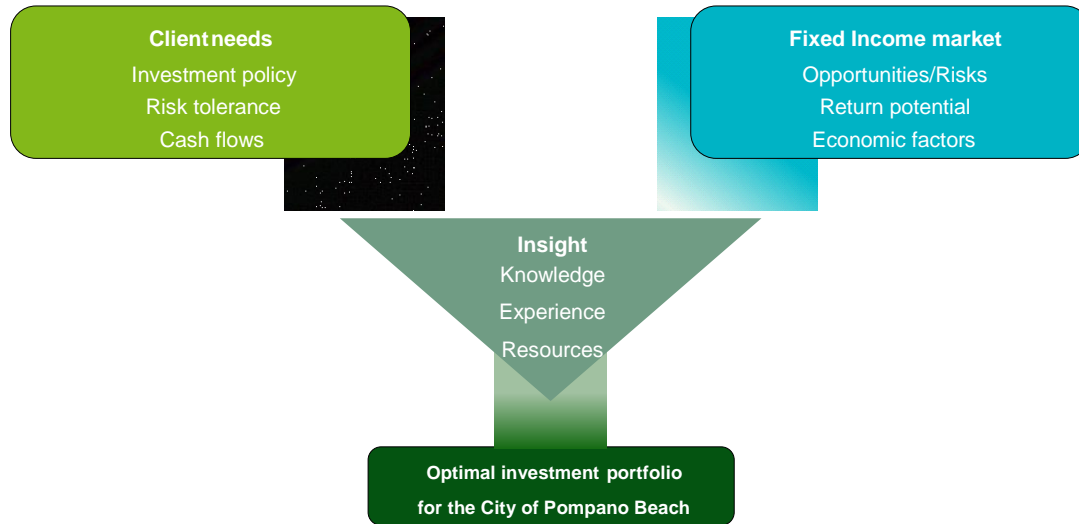 Client needs
Investment policy
Risk tolerance
Cash flows
Fixed Income market
Opportunities/Risks
Return potential
Economic factors
Insight
Knowledge
Experience
Resources
Optimal investment portfolio
for the City of Pompano Beach